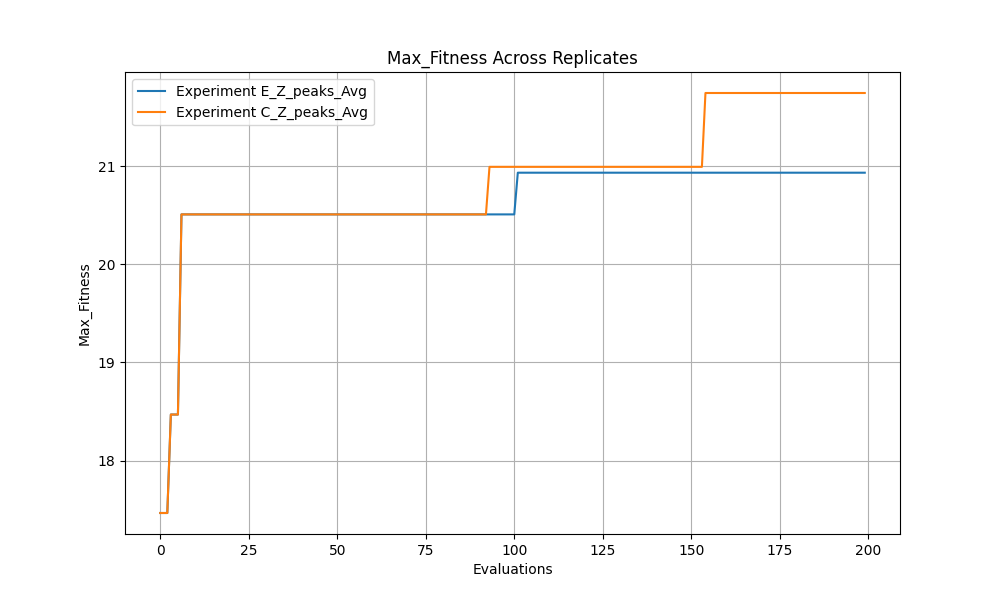 Max_Fitness Across Replicates
Experiment E_Z_peaks_Avg
Experiment C_Z_peaks_Avg
Max_Fitness
21
20
19
18
0 25 50 75 100 125 150 175 200
Evaluations